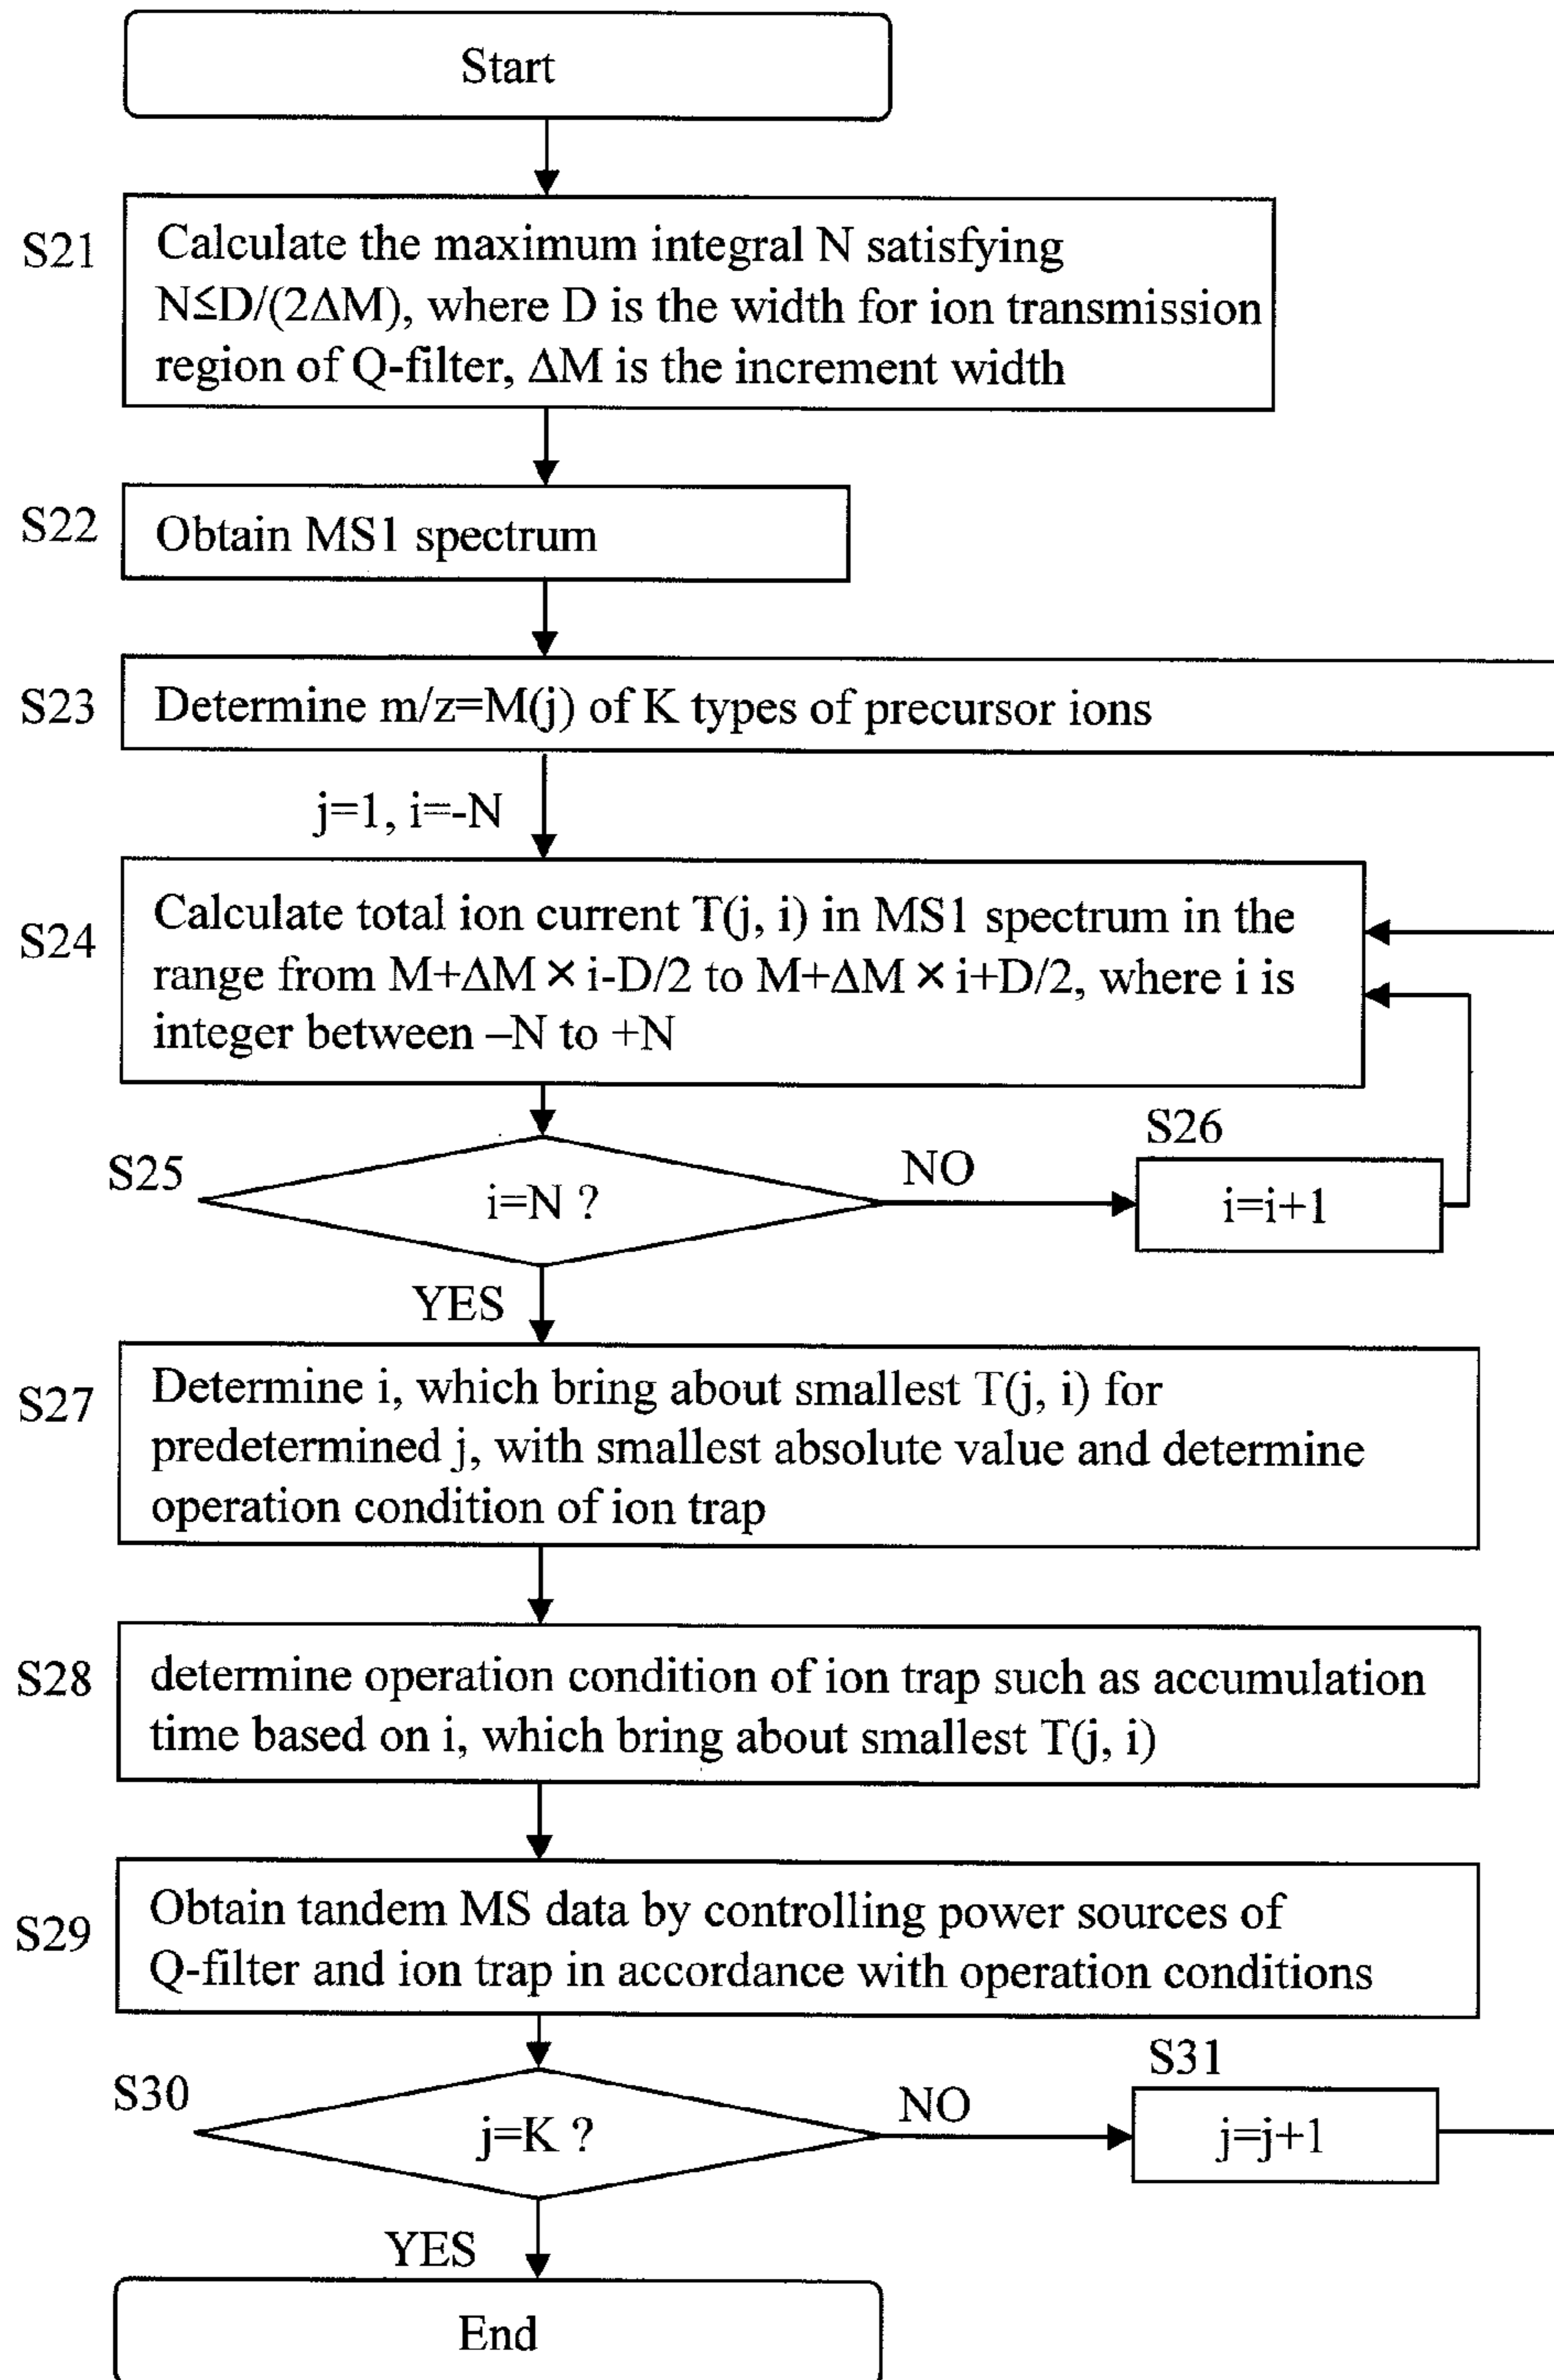 Start
S21
Calculate the maximum integral N satisfying
N≤D/(2ΔM), where D is the width for ion transmission
region of Q-filter, ΔM is the increment width
S22
Obtain MS1 spectrum
S23
Determine m/z=M(j) of K types of precursor ions
j=1, i=-N
S24
Calculate total ion current T(j, i) in MS1 spectrum in the
range from M+ΔM × i-D/2 to M+ΔM × i+D/2, where i is
integer between –N to +N
S25
i=N ?
NO
S26
i=i+1
YES
S27
Determine i, which bring about smallest T(j, i) for
predetermined j, with smallest absolute value and determine
operation condition of ion trap
S28
determine operation condition of ion trap such as accumulation
time based on i, which bring about smallest T(j, i)
S29
Obtain tandem MS data by controlling power sources of
Q-filter and ion trap in accordance with operation conditions
S30
j=K ?
NO
S31
j=j+1
YES
End